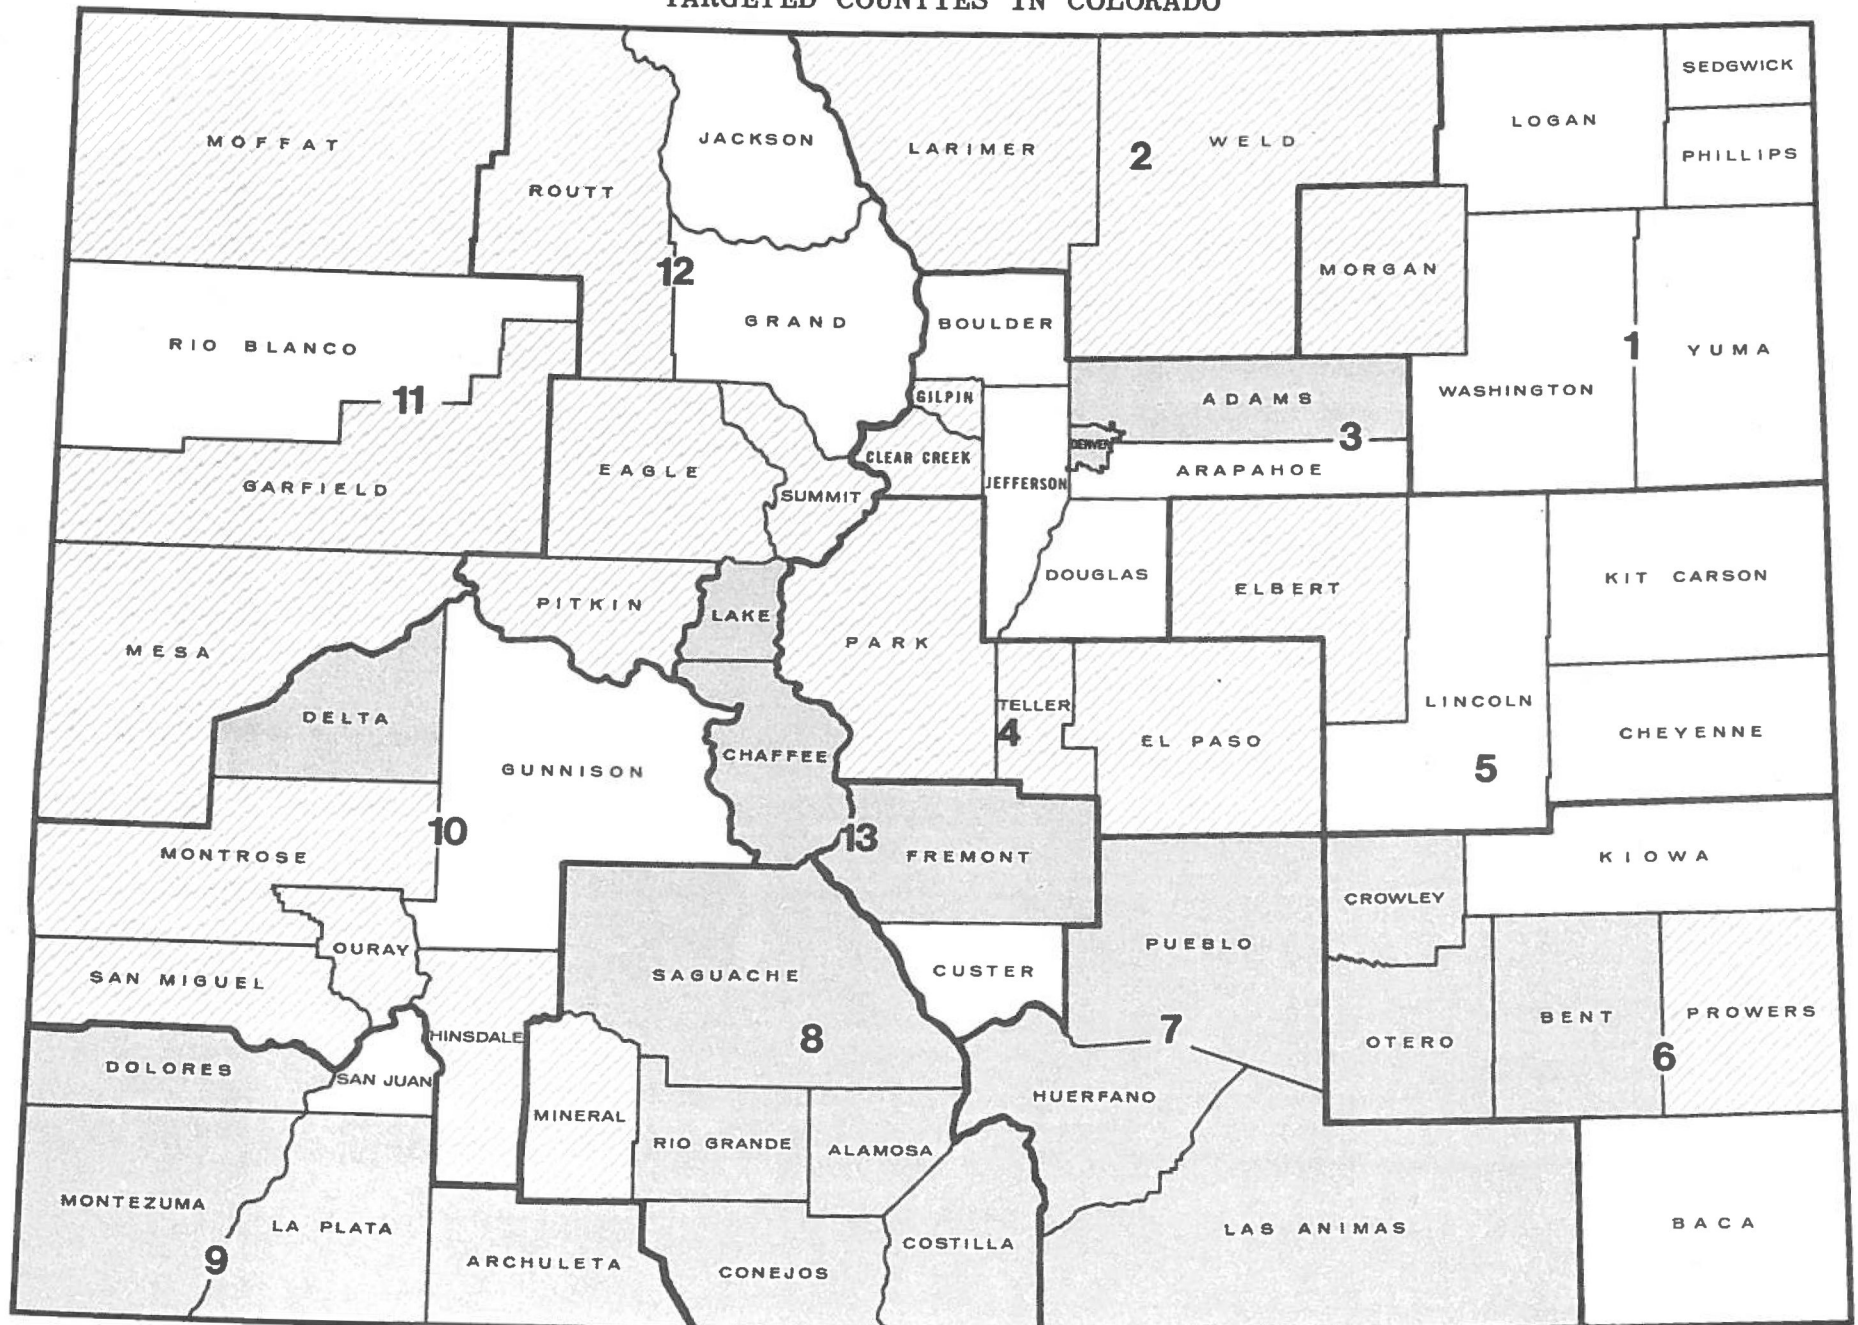 TARGETED COUNTIES IN COLORADO
MOFFAT
ROUTT
JACKSON
LARIMER
2
WELD
LOGAN
SEDGWICK
PHILLIPS
12
GRAND
BOULDER
MORGAN
RIO BLANCO
11
GILPIN
ADAMS
3
WASHINGTON
1
YUMA
GARFIELD
EAGLE
SUMMIT
CLEAR CREEK
JEFFERSON
DENVER
ARAPAHOE
MESA
PITKIN
LAKE
PARK
DOUGLAS
ELBERT
KIT CARSON
DELTA
GUNNISON
CHAFFEE
TELLER
4
EL PASO
LINCOLN
5
CHEYENNE
10
MONTROSE
13
FREMONT
CROWLEY
KIOWA
OURAY
SAN MIGUEL
SAGUACHE
CUSTER
PUEBLO
HINSDALE
8
7
OTERO
BENT
6
PROWERS
DOLORES
SAN JUAN
MINERAL
RIO GRANDE
ALAMOSA
HUERFANO
MONTEZUMA
9
LA PLATA
ARCHULETA
CONEJOS
COSTILLA
LAS ANIMAS
BACA